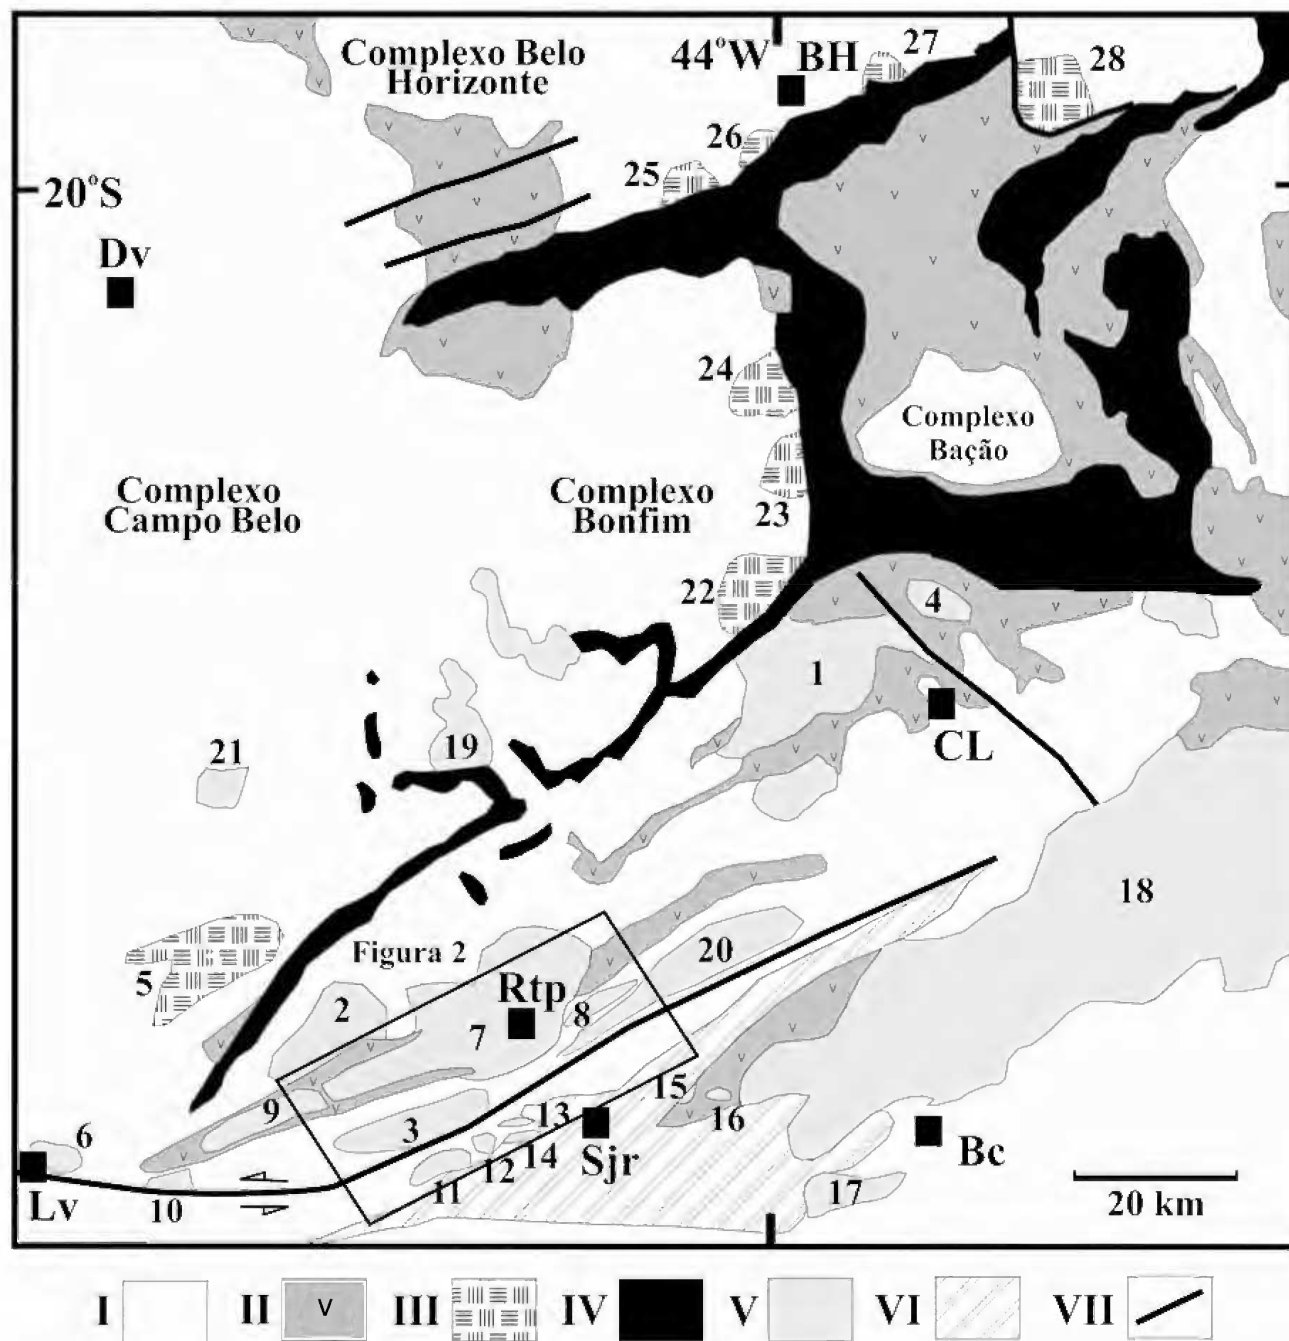 Complexo Belo
Horizonte
44°W
BH
27
28
26
25
20°S
Dv
24
Complexo
Bação
Complexo
Campo Belo
Complexo
Bonfim
23
22
4
1
21
19
CL
18
5
Figura 2
20
2
Rtp
7
8
9
15
6
3
13
16
Lv
10
11
12
14
Sjr
17
Bc
20 km
I
II
v
III
IV
V
VI
VII